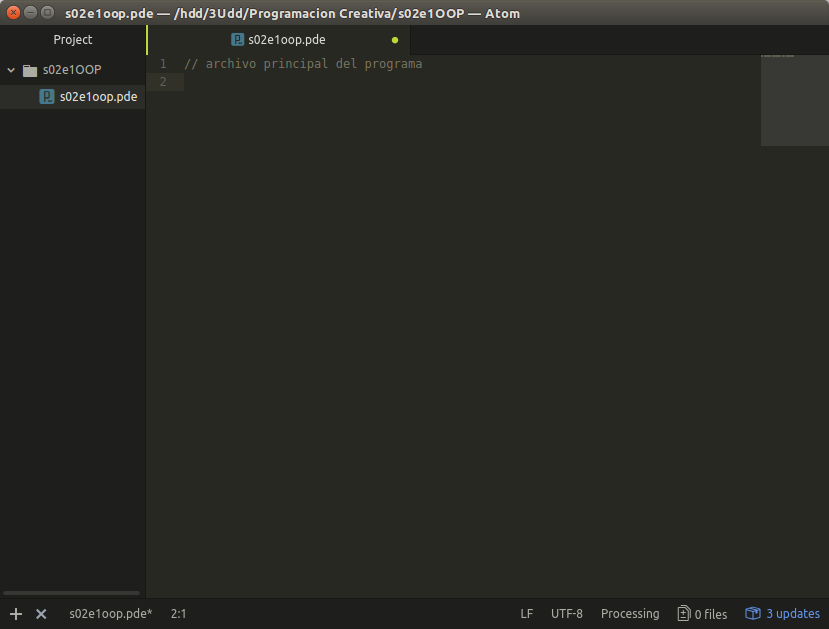 s02e1oop.pde — /hdd/3Udd/Programacion Creativa/s02e1OOP — Atom
Project
s02e1oop.pde
s02e1OOP
s02e1oop.pde
1 // archivo principal del programa
2
s02e1oop.pde* 2:1 LF UTF-8 Processing 0 files 3 updates